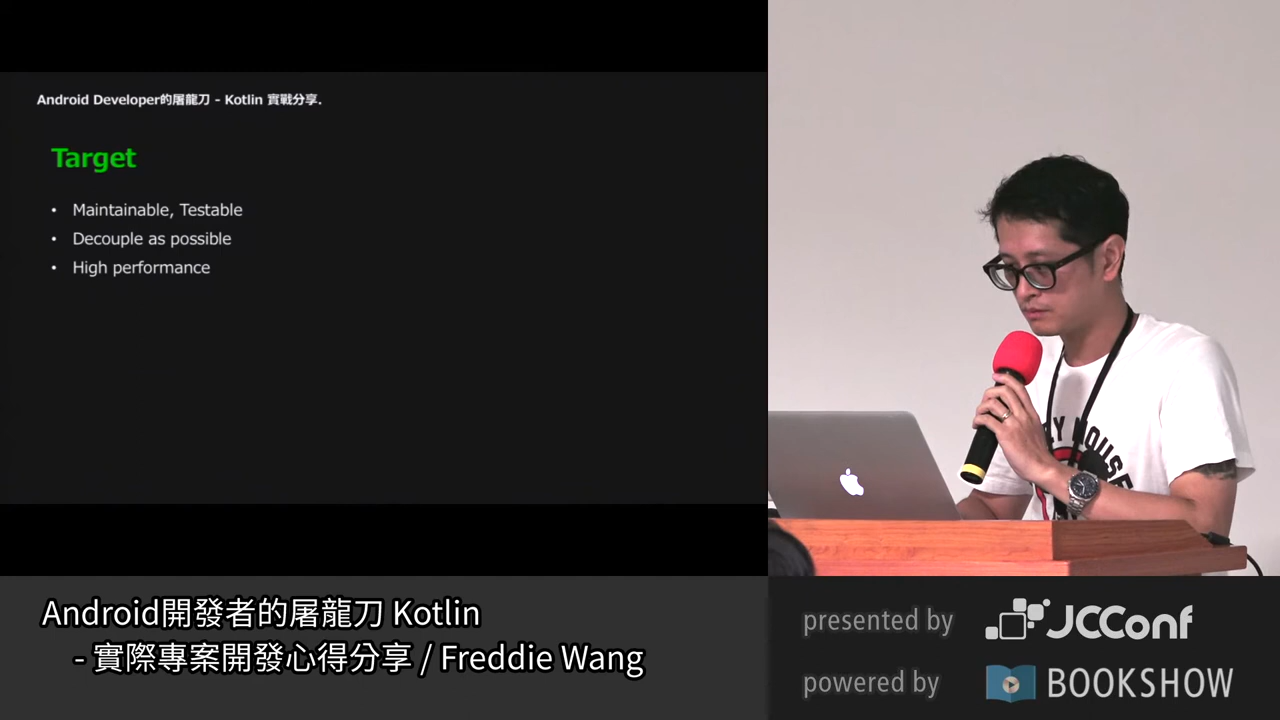 Android Developer的屠龍刀 - Kotlin 實戰分享.
Target
• Maintainable, Testable
• Decouple as possible
• High performance
Android開發者的屠龍刀 Kotlin
- 實際專案開發心得分享 / Freddie Wang
presented by JCConf
powered by BOOKSHOW